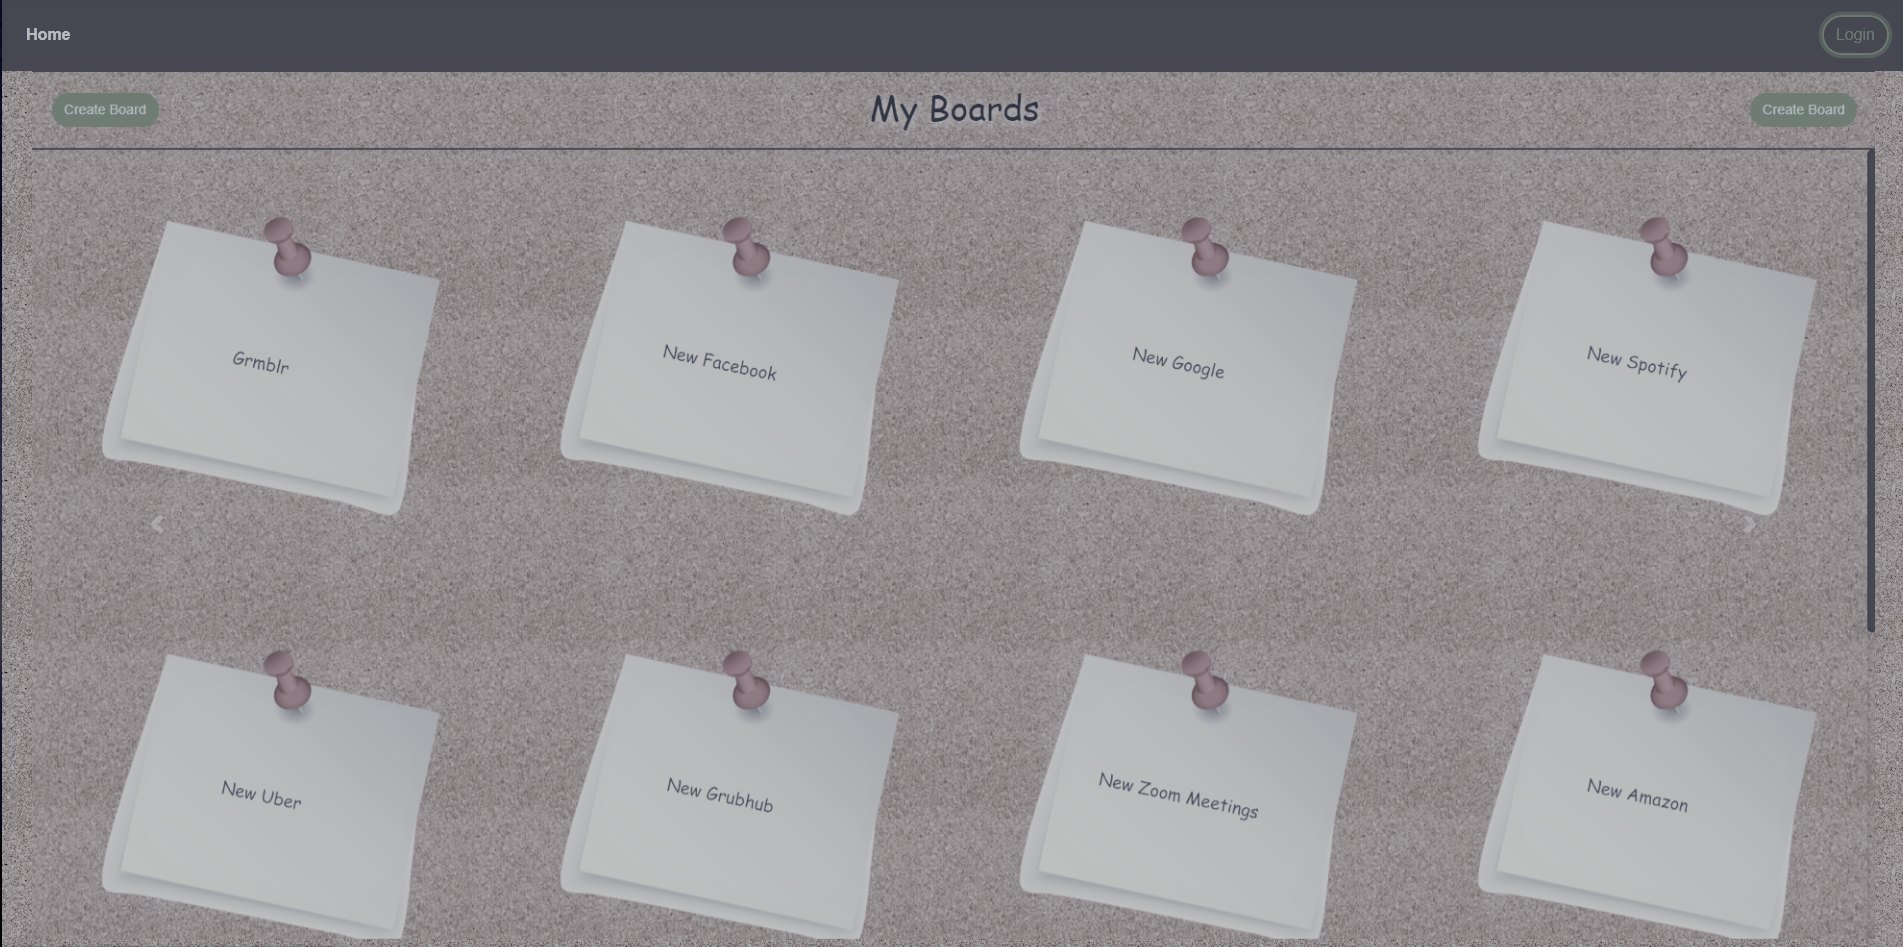 Home
Login
Create Board
My Boards
Create Board
Grmblr
New Facebook
New Google
New Spotify
New Uber
New Grubhub
New Zoom Meetings
New Amazon